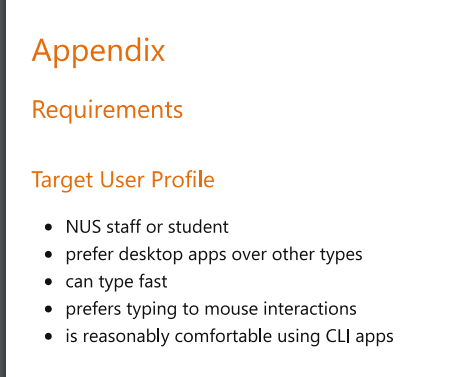 Appendix
Requirements
Target User Profile
• NUS staff or student
• prefer desktop apps over other types
• can type fast
• prefers typing to mouse interactions
• is reasonably comfortable using CLI apps